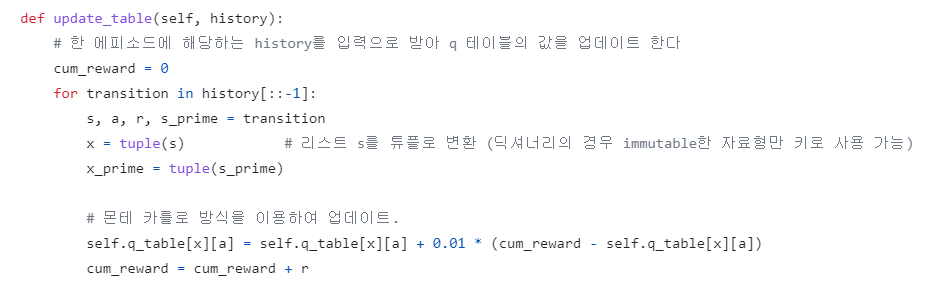 def update_table(self, history):
    # 한 에피소드에 해당하는 history를 입력으로 받아 q 테이블의 값을 업데이트 한다
    cum_reward = 0
    for transition in history[::-1]:
        s, a, r, s_prime = transition
        x = tuple(s)            # 리스트 s를 튜플로 변환 (딕셔너리의 경우 immutable한 자료형만 키로 사용 가능)
        x_prime = tuple(s_prime)

        # 몬테 카를로 방식을 이용하여 업데이트.
        self.q_table[x][a] = self.q_table[x][a] + 0.01 * (cum_reward - self.q_table[x][a])
        cum_reward = cum_reward + r